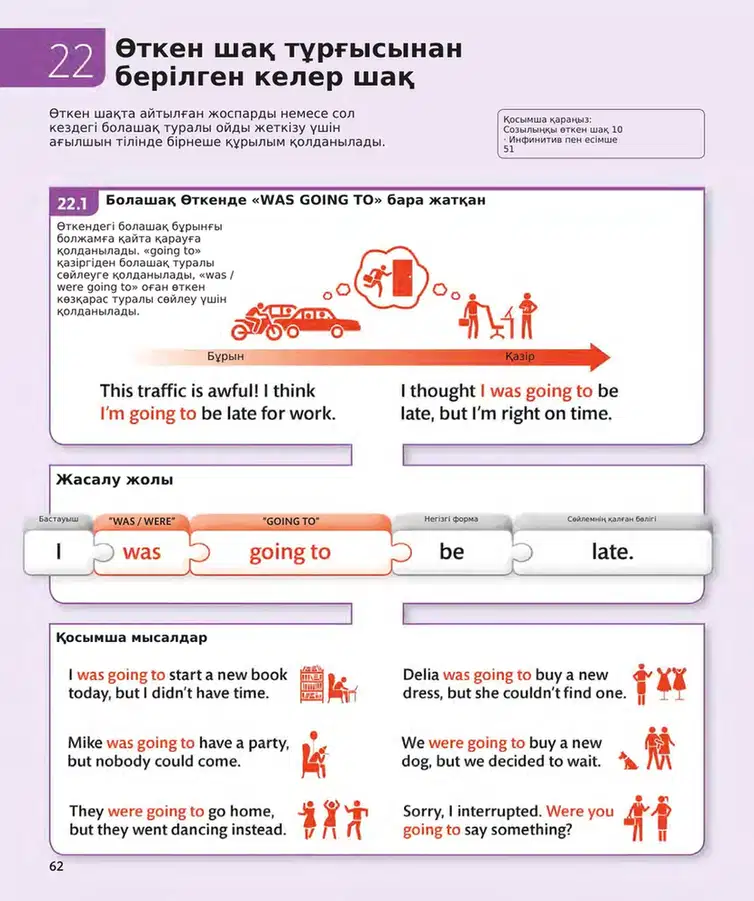 22
Өткен шақ тұрғысынан
берілген келер шақ
Өткен шақта айтылған жоспарды немесе сол
кездегі болашақ туралы ойды жеткізу үшін
ағылшын тілінде бірнеше құрылым қолданылады.
Қосымша қараңыз:
Созылыңқы өткен шақ 10
· Инфинитив пен есімше
51
22.1 Болашақ Өткенде «WAS GOING TO» бара жатқан
Өткендегі болашақ бұрынғы
болжамға қайта қарауға
қолданылады. «going to»
қазіргіден болашақ туралы
сөйлеуге қолданылады, «was /
were going to» оған өткен
көзқарас туралы сөйлеу үшін
қолданылады.
Бұрын
Қазір
This traffic is awful! I think
I'm going to be late for work.
I thought I was going to be
late, but I'm right on time.
Жасалу жолы
Бастауыш "WAS / WERE" "GOING TO" Негізгі форма Сөйлемнің қалған бөлігі
I was going to be late.
Қосымша мысалдар
I was going to start a new book
today, but I didn't have time.
Delia was going to buy a new
dress, but she couldn't find one.
Mike was going to have a party,
but nobody could come.
We were going to buy a new
dog, but we decided to wait.
They were going to go home,
but they went dancing instead.
Sorry, I interrupted. Were you
going to say something?
62